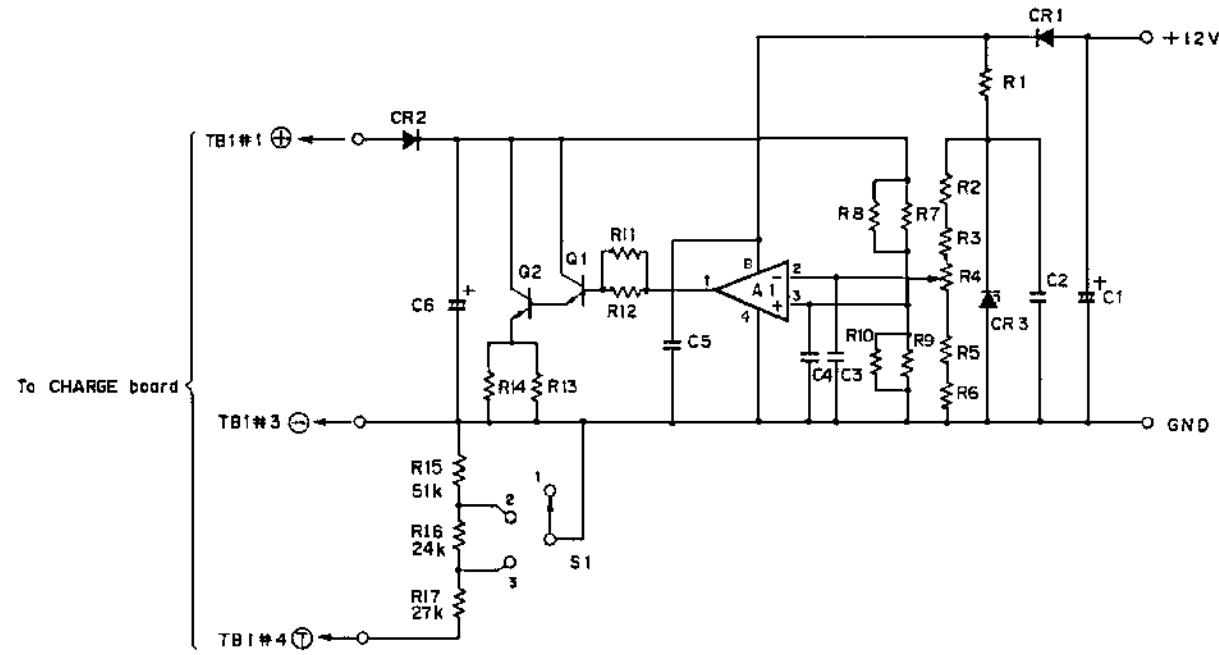 CR1
+12V
R1
CR2
TB1#1 +
R2
R8
R7
R3
R11
Q1
Q2
8
2
R4
1
A1
−
C2
+
C6
3
+
C1
R12
4
+
CR3
C5
R10
R9
R5
R14
R13
C4
C3
R6
To CHARGE board
TB1#3 −
GND
R15
51k
1
2
R16
24k
S1
3
R17
27k
TB1#4 T